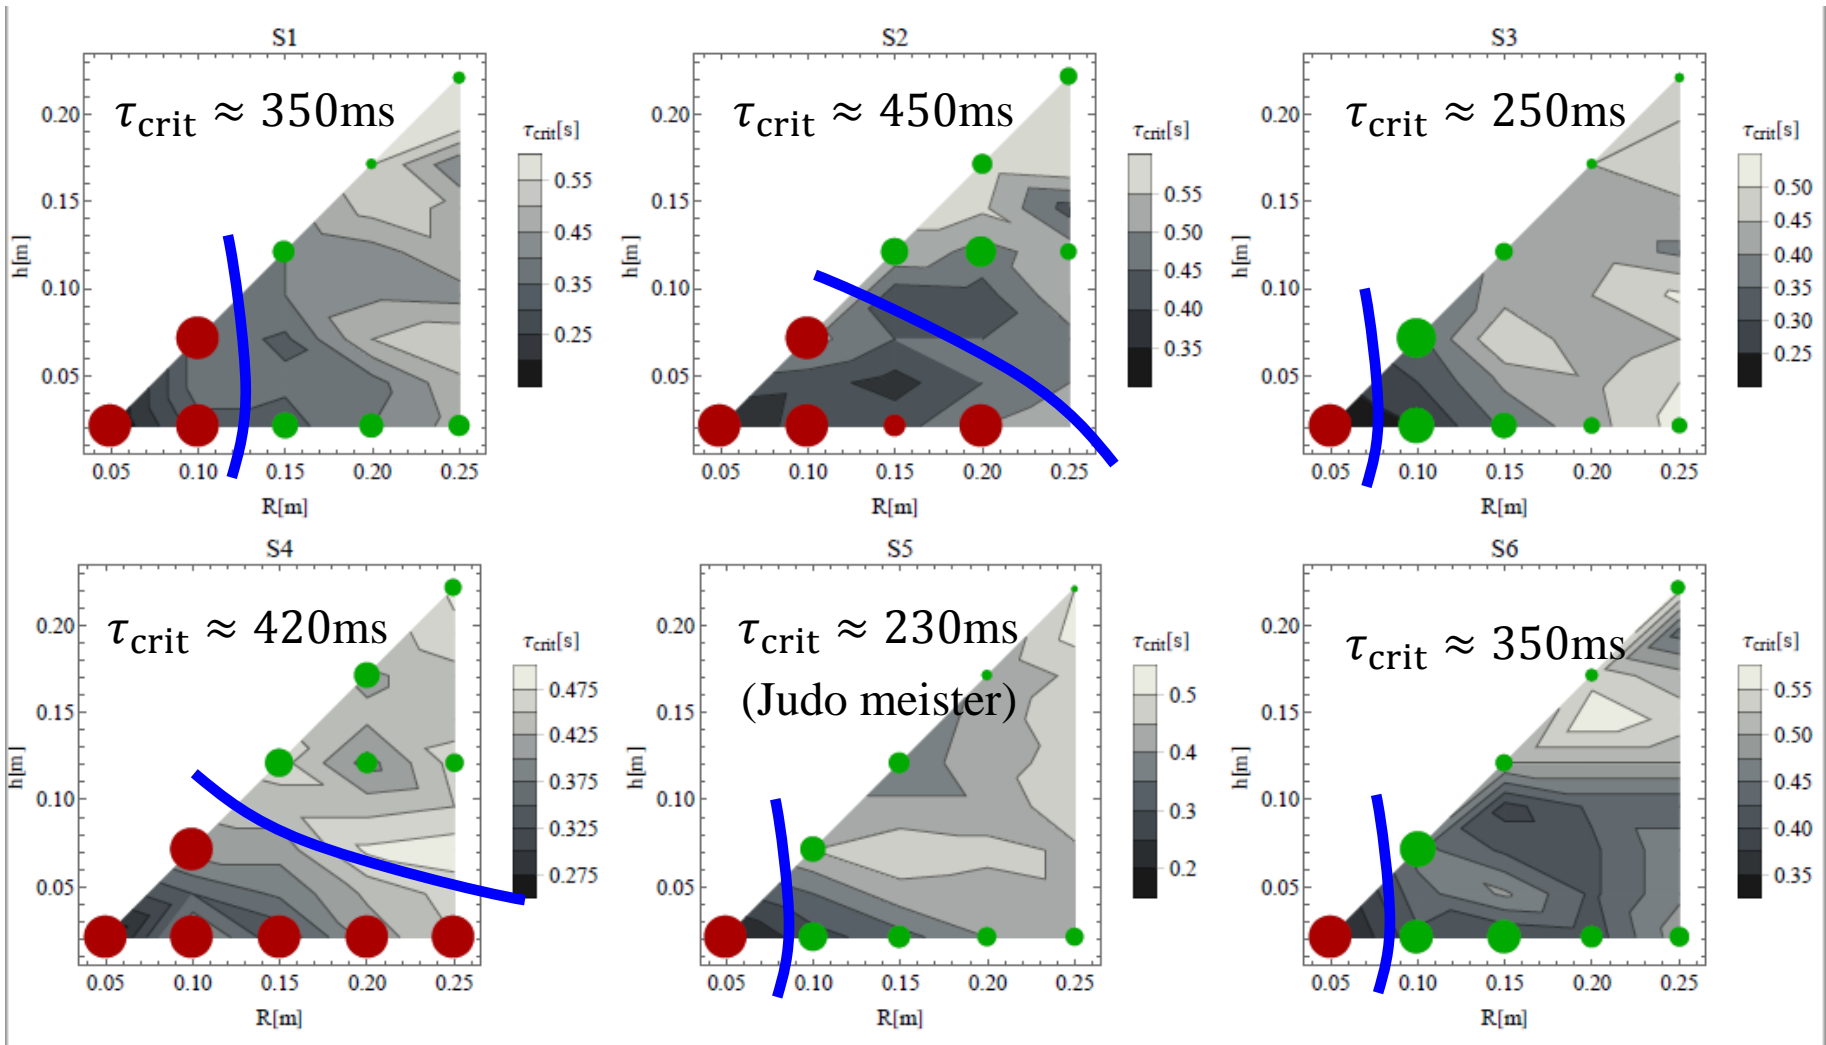 S1
τcrit ≈ 350ms
τcrit[s]
0.55
0.45
0.35
0.25
0.20
0.15
0.10
0.05
h[m]
0.05 0.10 0.15 0.20 0.25
R[m]
S2
τcrit ≈ 450ms
τcrit[s]
0.55
0.50
0.45
0.40
0.35
0.20
0.15
0.10
0.05
h[m]
0.05 0.10 0.15 0.20 0.25
R[m]
S3
τcrit ≈ 250ms
τcrit[s]
0.50
0.45
0.40
0.35
0.30
0.25
0.20
0.15
0.10
0.05
h[m]
0.05 0.10 0.15 0.20 0.25
R[m]
S4
τcrit ≈ 420ms
τcrit[s]
0.475
0.425
0.375
0.325
0.275
0.20
0.15
0.10
0.05
h[m]
0.05 0.10 0.15 0.20 0.25
R[m]
S5
τcrit ≈ 230ms
(Judo meister)
τcrit[s]
0.5
0.4
0.3
0.2
0.20
0.15
0.10
0.05
h[m]
0.05 0.10 0.15 0.20 0.25
R[m]
S6
τcrit ≈ 350ms
τcrit[s]
0.55
0.50
0.45
0.40
0.35
0.20
0.15
0.10
0.05
h[m]
0.05 0.10 0.15 0.20 0.25
R[m]